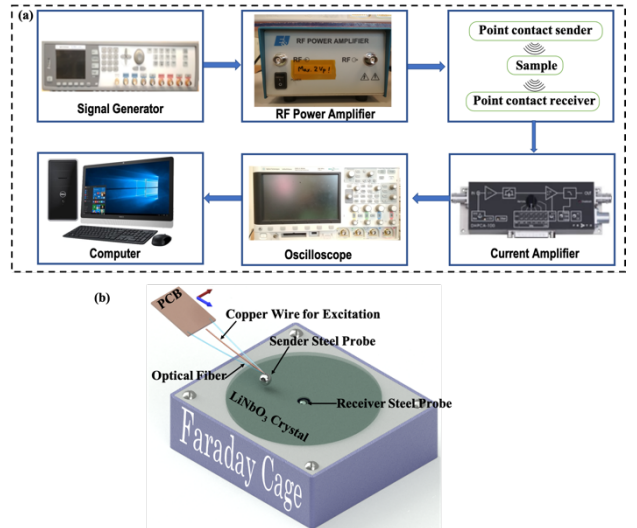 (a)
Signal Generator
RF POWER AMPLIFIER
RF
RF
Max. 2Vp!
RF Power Amplifier
Point contact sender
Sample
Point contact receiver
Computer
Oscilloscope
Current Amplifier
(b)
PCB
Copper Wire for Excitation
Sender Steel Probe
Optical Fiber
LiNbO3 Crystal
Receiver Steel Probe
Faraday Cage